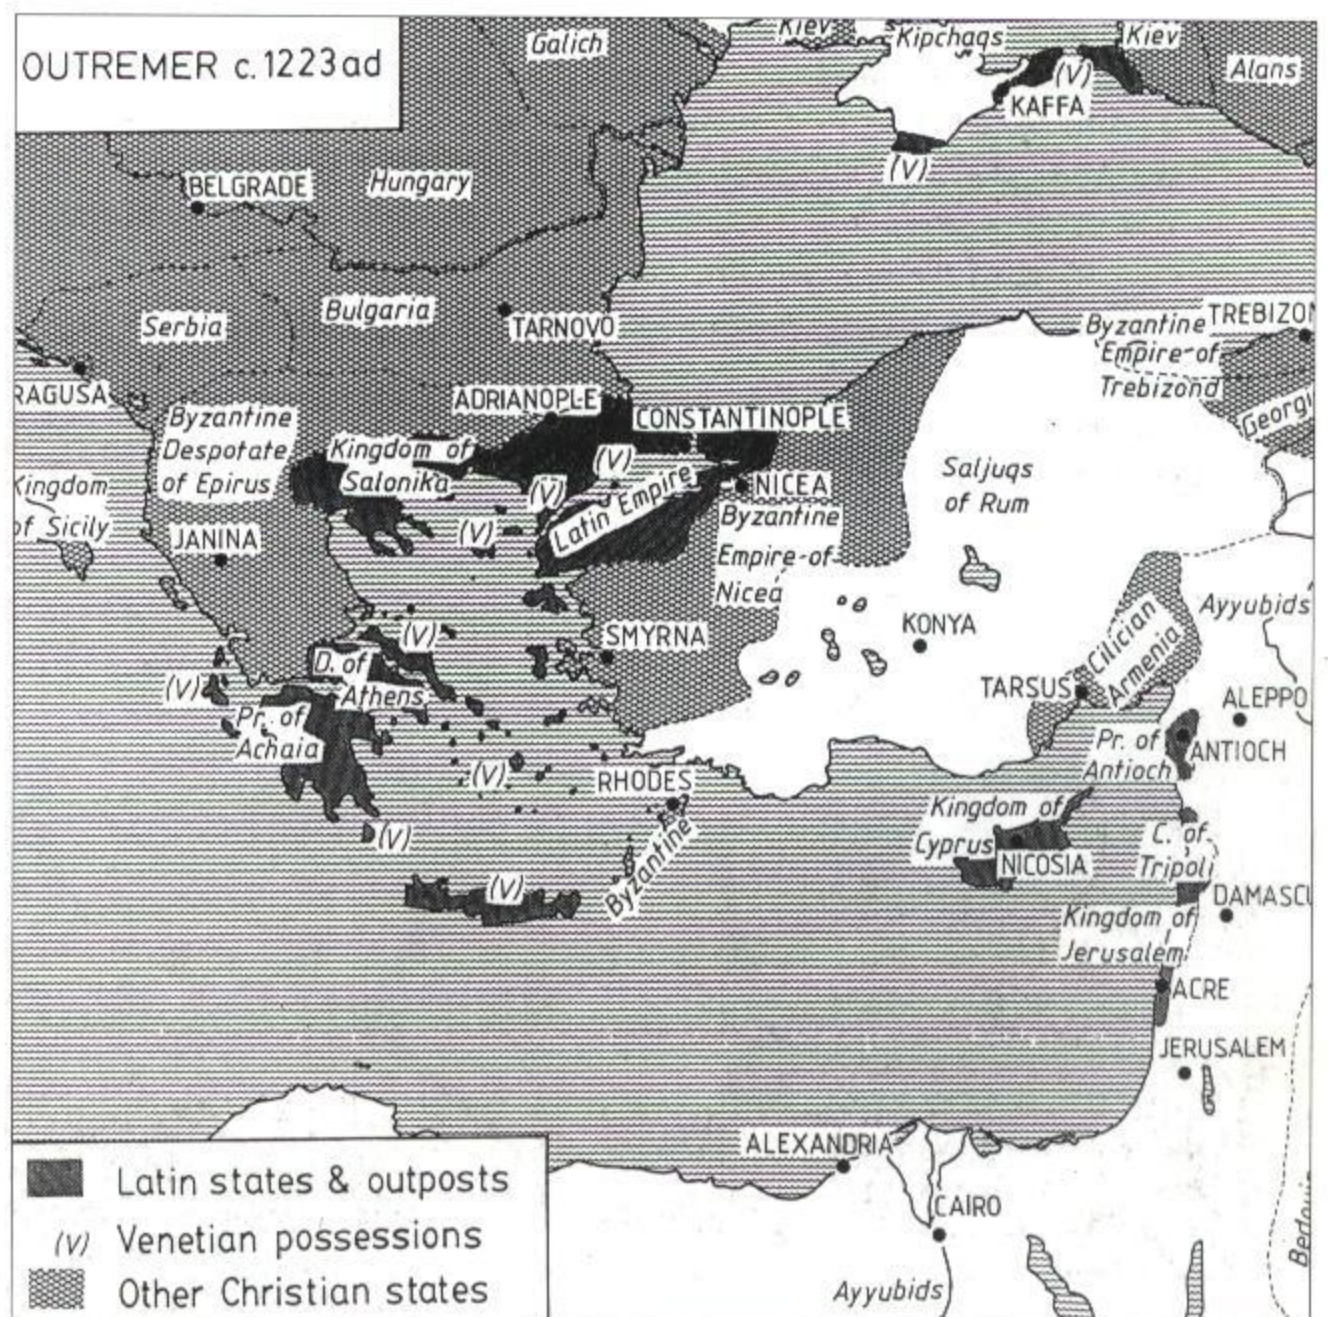 OUTREMER c.1223ad
Galich
Kiev
Kipchaqs
Kiev
Alans
(V)
KAFFA
(V)
BELGRADE
Hungary
Serbia
Bulgaria
TARNOVO
RAGUSA
Byzantine
Empire of
Trebizond
TREBIZON
Georgi
ADRIANOPLE
CONSTANTINOPLE
Byzantine
Despotate
of Epirus
Kingdom of
Salonika
(V)
(V)
(V)
Latin Empire
NICEA
Byzantine
Empire of
Nicea
Saljuqs
of Rum
Kingdom
of Sicily
JANINA
SMYRNA
KONYA
Cilician
Armenia
Ayyubids
TARSUS
ALEPPO
(V)
(V)
D. of
Athens
Pr. of
Achaia
Pr. of
Antioch
ANTIOCH
(V)
RHODES
Byzantine
(V)
(V)
Kingdom of
Cyprus
NICOSIA
C. of
Tripoli
DAMASCU
Kingdom of
Jerusalem
ACRE
JERUSALEM
ALEXANDRIA
CAIRO
Ayyubids
Bedouin
Latin states & outposts
(V) Venetian possessions
Other Christian states